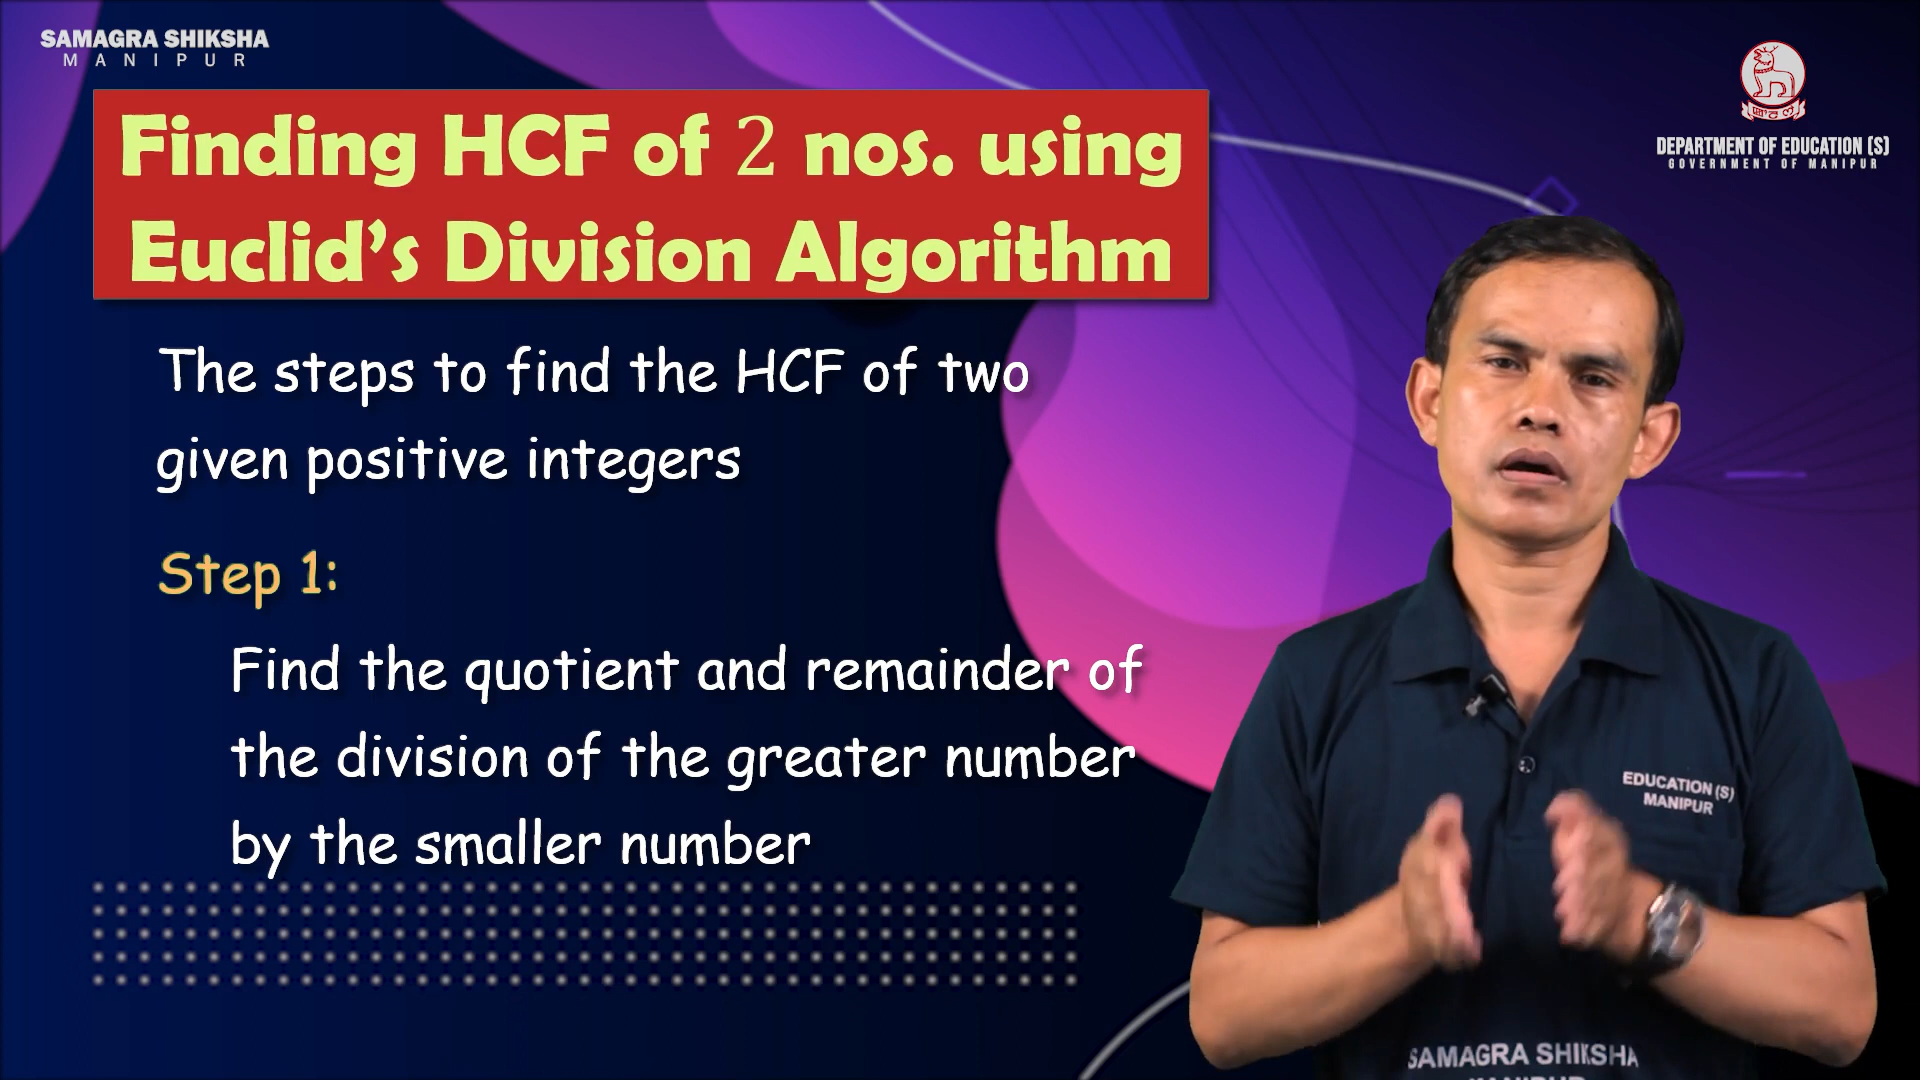 SAMAGRA SHIKSHA
MANIPUR
DEPARTMENT OF EDUCATION (S)
GOVERNMENT OF MANIPUR
Finding HCF of 2 nos. using
Euclid's Division Algorithm
The steps to find the HCF of two
given positive integers
Step 1:
Find the quotient and remainder of
the division of the greater number
by the smaller number
EDUCATION (S)
MANIPUR
SAMAGRA SHIKSHA